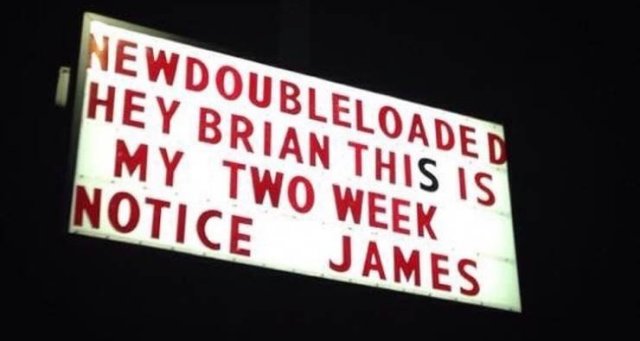 NEWDOUBLELOADED
HEY BRIAN THIS IS
MY TWO WEEK
NOTICE JAMES